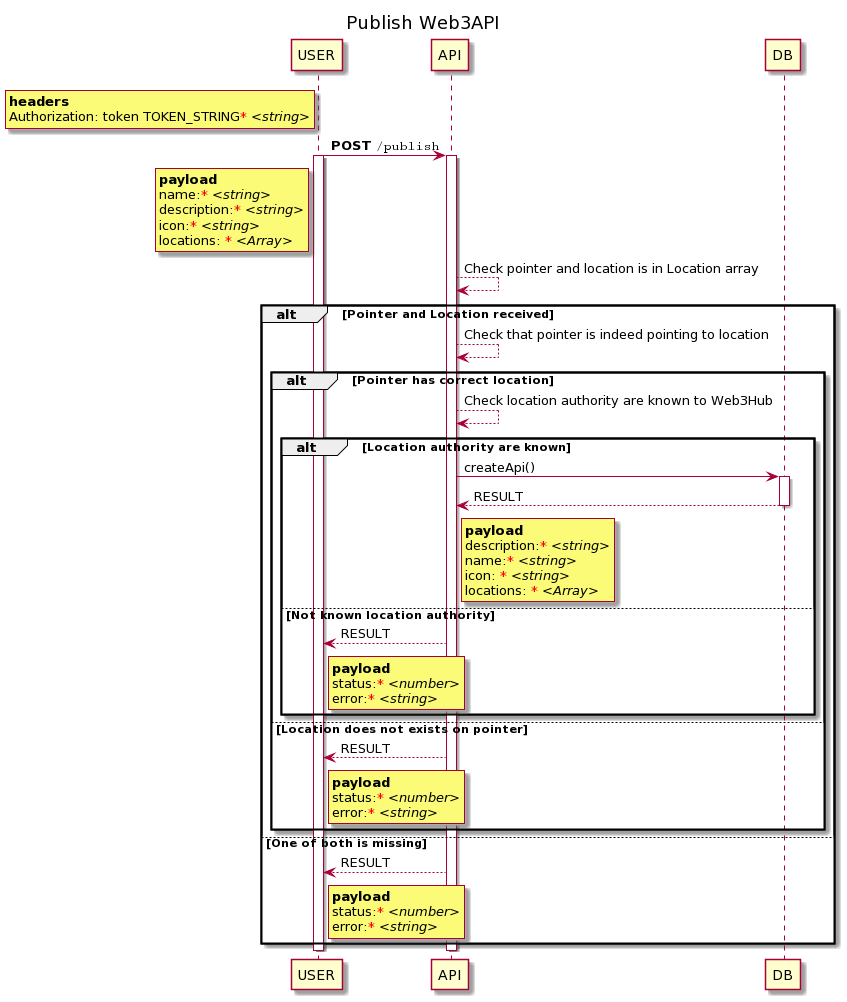 Publish Web3API
USER API DB
headers
Authorization: token TOKEN_STRING* <string>
POST /publish
payload
name:* <string>
description:* <string>
icon:* <string>
locations: * <Array>
Check pointer and location is in Location array
alt [Pointer and Location received]
Check that pointer is indeed pointing to location
alt [Pointer has correct location]
Check location authority are known to Web3Hub
alt [Location authority are known]
createApi()
RESULT
payload
description:* <string>
name:* <string>
icon: * <string>
locations: * <Array>
[Not known location authority]
RESULT
payload
status:* <number>
error:* <string>
[Location does not exists on pointer]
RESULT
payload
status:* <number>
error:* <string>
[One of both is missing]
RESULT
payload
status:* <number>
error:* <string>
USER API DB